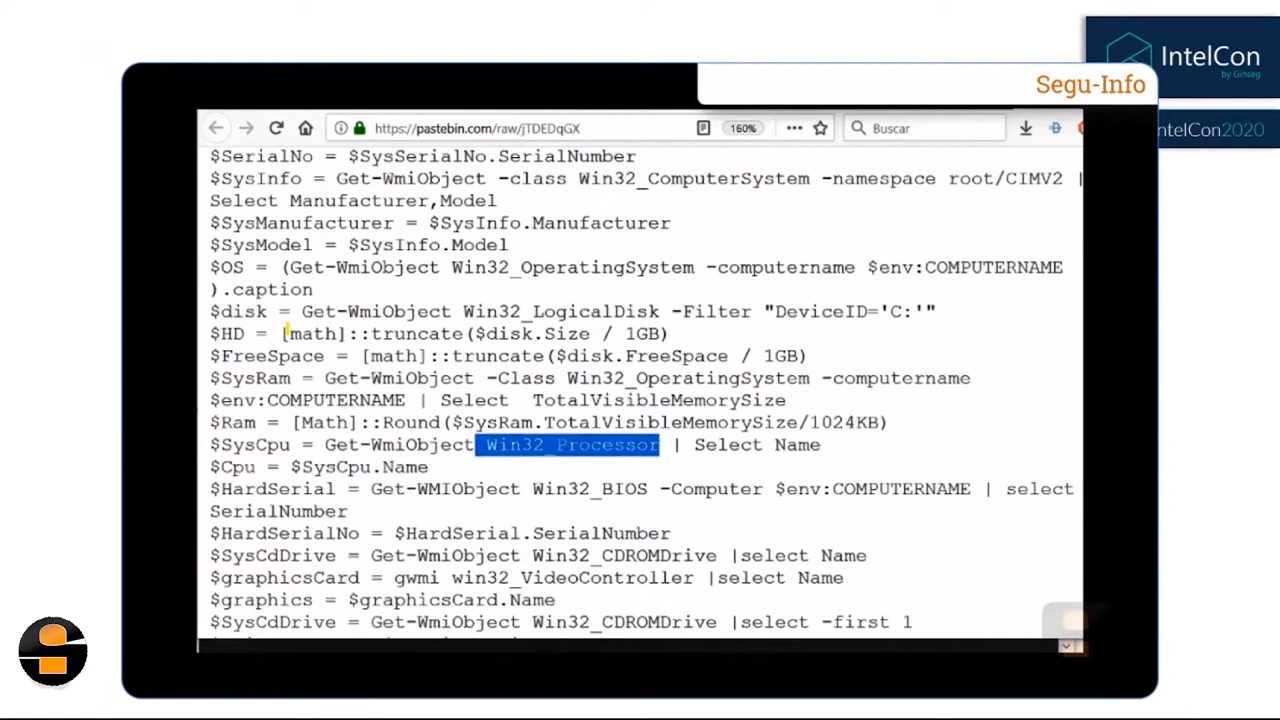 IntelCon
by Ginseg
Segu-Info
IntelCon2020
https://pastebin.com/raw/jTDEDqGX
160%
Buscar
$SerialNo = $SysSerialNo.SerialNumber
$SysInfo = Get-WmiObject -class Win32_ComputerSystem -namespace root/CIMV2 |
Select Manufacturer,Model
$SysManufacturer = $SysInfo.Manufacturer
$SysModel = $SysInfo.Model
$OS = (Get-WmiObject Win32_OperatingSystem -computername $env:COMPUTERNAME
).caption
$disk = Get-WmiObject Win32_LogicalDisk -Filter "DeviceID='C:'"
$HD = [math]::truncate($disk.Size / 1GB)
$FreeSpace = [math]::truncate($disk.FreeSpace / 1GB)
$SysRam = Get-WmiObject -Class Win32_OperatingSystem -computername
$env:COMPUTERNAME | Select  TotalVisibleMemorySize
$Ram = [Math]::Round($SysRam.TotalVisibleMemorySize/1024KB)
$SysCpu = Get-WmiObject Win32_Processor | Select Name
$Cpu = $SysCpu.Name
$HardSerial = Get-WMIObject Win32_BIOS -Computer $env:COMPUTERNAME | select
SerialNumber
$HardSerialNo = $HardSerial.SerialNumber
$SysCdDrive = Get-WmiObject Win32_CDROMDrive |select Name
$graphicsCard = gwmi win32_VideoController |select Name
$graphics = $graphicsCard.Name
$SysCdDrive = Get-WmiObject Win32_CDROMDrive |select -first 1